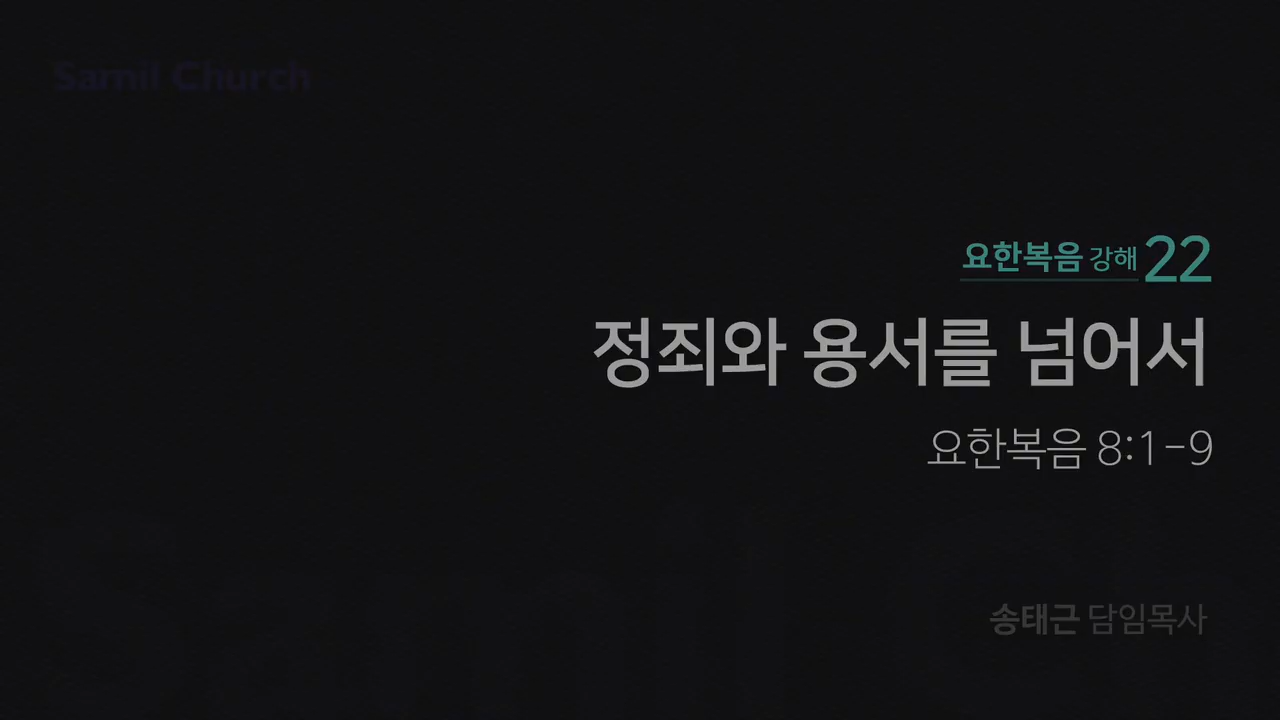 Samil Church
요한복음 강해 22
정죄와 용서를 넘어서
요한복음 8:1-9
송태근 담임목사